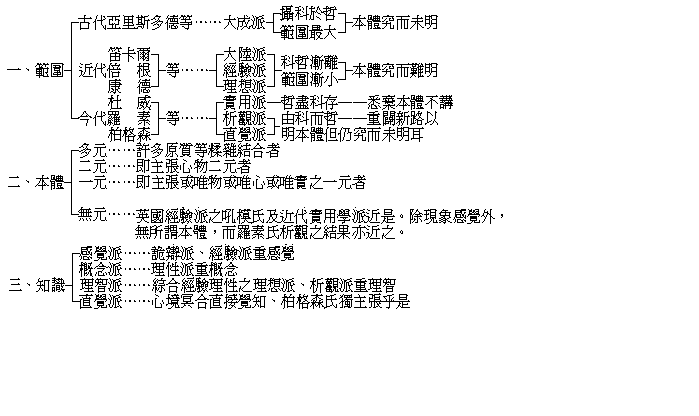 古代亞里斯多德等……大成派 攝科於哲 範圍最大 本體究而未明
一、範圍 近代 笛卡爾 倍根 康德 等…… 大陸派 經驗派 理想派 科哲漸離 範圍漸小 本體究而難明
今代 杜威 羅素 柏格森 等…… 實用派─哲盡科存──悉棄本體不講
析觀派 直覺派 由科而哲──重闢新路以
明本體但仍究而未明耳
多元……許多原質等糅雜結合者
二元……即主張心物二元者
二、本體 一元……即主張或唯物或唯心或唯實之一元者
無元……英國經驗派之吼模氏及近代實用學派近是。除現象感覺外,
無所謂本體,而羅素氏析觀之結果亦近之。
感覺派……詭辯派、經驗派重感覺
概念派……理性派重概念
三、知識 理智派……綜合經驗理性之理想派、析觀派重理智
直覺派……心境冥合直接覺知、柏格森氏獨主張乎是